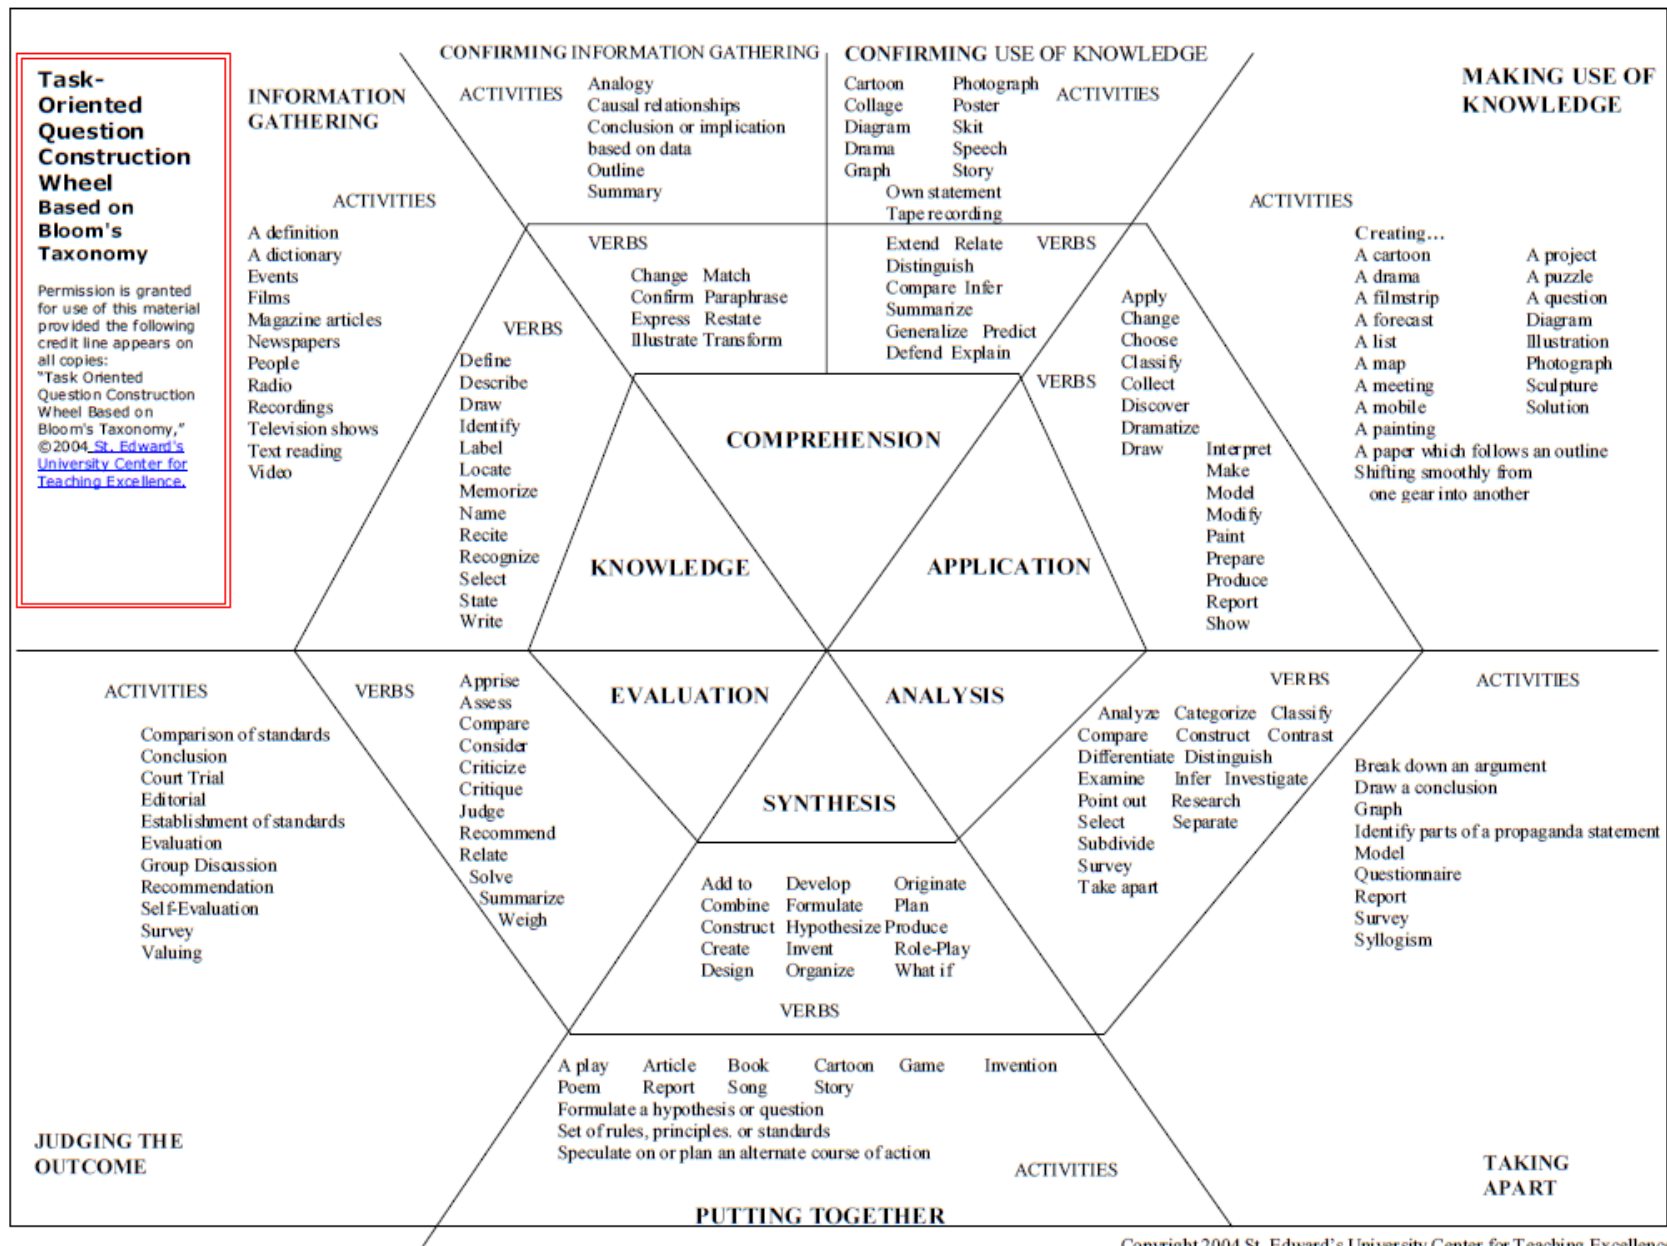 Task-
Oriented
Question
Construction
Wheel
Based on
Bloom's
Taxonomy
Permission is granted
for use of this material
provided the following
credit line appears on
all copies:
"Task Oriented
Question Construction
Wheel Based on
Bloom's Taxonomy,"
©2004 St. Edward's
University Center for
Teaching Excellence.
INFORMATION
GATHERING
ACTIVITIES
A definition
A dictionary
Events
Films
Magazine articles
Newspapers
People
Radio
Recordings
Television shows
Text reading
Video
VERBS
Define
Describe
Draw
Identify
Label
Locate
Memorize
Name
Recite
Recognize
Select
State
Write
KNOWLEDGE
CONFIRMING INFORMATION GATHERING
ACTIVITIES
Analogy
Causal relationships
Conclusion or implication
based on data
Outline
Summary
VERBS
Change Match
Confirm Paraphrase
Express Restate
Illustrate Transform
CONFIRMING USE OF KNOWLEDGE
ACTIVITIES
Cartoon Photograph
Collage Poster
Diagram Skit
Drama Speech
Graph Story
Own statement
Tape recording
VERBS
Extend Relate
Distinguish
Compare Infer
Summarize
Generalize Predict
Defend Explain
COMPREHENSION
MAKING USE OF
KNOWLEDGE
ACTIVITIES
Creating...
A cartoon A project
A drama A puzzle
A filmstrip A question
A forecast Diagram
A list Illustration
A map Photograph
A meeting Sculpture
A mobile Solution
A painting
A paper which follows an outline
Shifting smoothly from
one gear into another
VERBS
Apply
Change
Choose
Classify
Collect
Discover
Dramatize
Draw Interpret
Make
Model
Modify
Paint
Prepare
Produce
Report
Show
APPLICATION
ACTIVITIES
Comparison of standards
Conclusion
Court Trial
Editorial
Establishment of standards
Evaluation
Group Discussion
Recommendation
Self-Evaluation
Survey
Valuing
VERBS
Apprise
Assess
Compare
Consider
Criticize
Critique
Judge
Recommend
Relate
Solve
Summarize
Weigh
EVALUATION
JUDGING THE
OUTCOME
ANALYSIS
VERBS
Analyze Categorize Classify
Compare Construct Contrast
Differentiate Distinguish
Examine Infer Investigate
Point out Research
Select Separate
Subdivide
Survey
Take apart
ACTIVITIES
Break down an argument
Draw a conclusion
Graph
Identify parts of a propaganda statement
Model
Questionnaire
Report
Survey
Syllogism
TAKING
APART
SYNTHESIS
Add to Develop Originate
Combine Formulate Plan
Construct Hypothesize Produce
Create Invent Role-Play
Design Organize What if
VERBS
A play Article Book Cartoon Game Invention
Poem Report Song Story
Formulate a hypothesis or question
Set of rules, principles. or standards
Speculate on or plan an alternate course of action
ACTIVITIES
PUTTING TOGETHER
Copyright 2004 St. Edward's University Center for Teaching Excellence